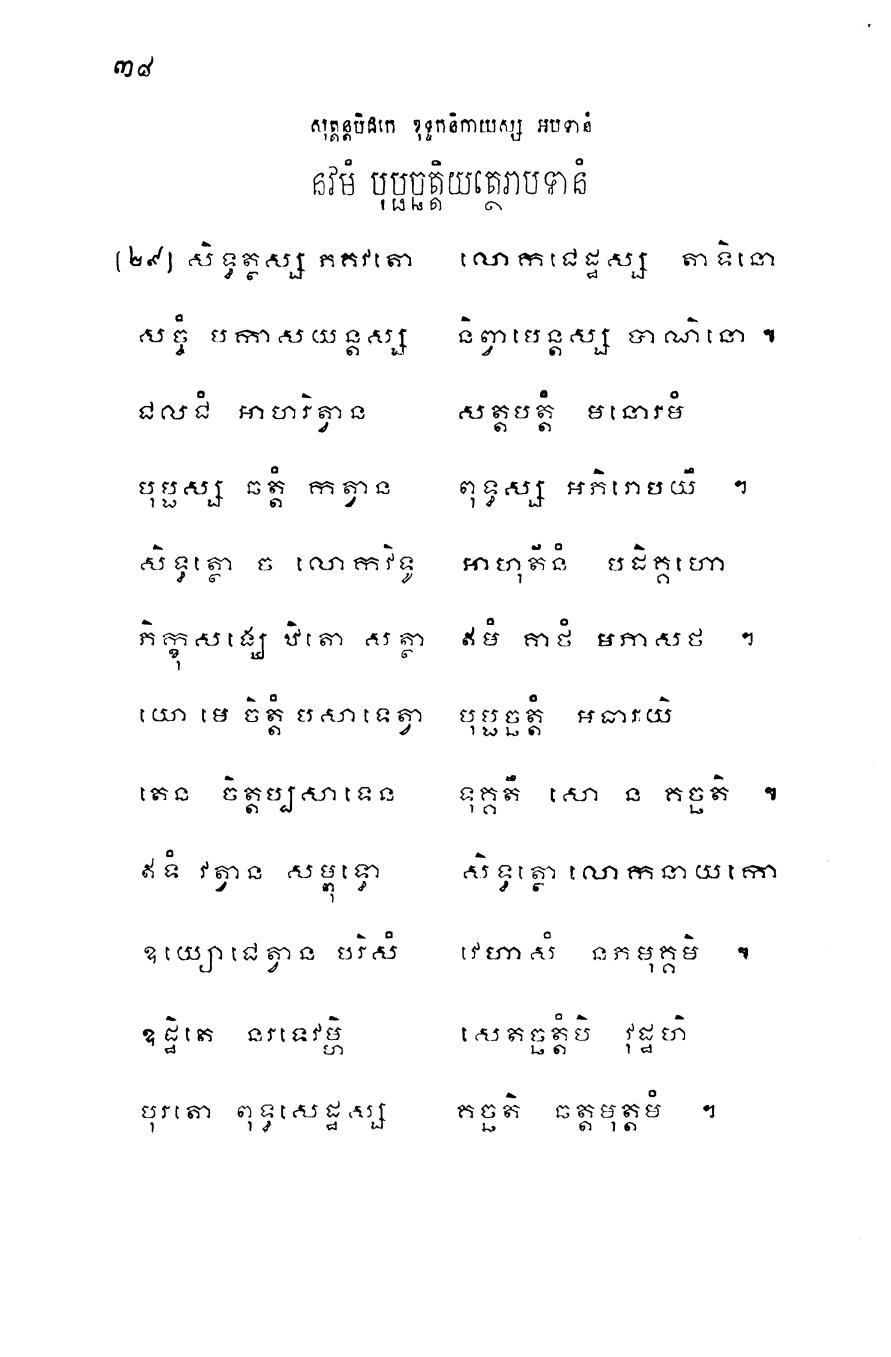 ៣៨
សុត្តន្តបិដកេ ខុទ្ទកនិកាយស្ស អបទានំ
នវមំ បុប្ផច្ឆត្តិយត្ថេរាបទានំ
(២៩) សិទ្ធត្ថស្ស ភគវតោ លោកជេដ្ឋស្ស តាទិនោ
សច្ចំ បកាសយន្តស្ស និព្វាបេន្តស្ស បាណិនោ ៕
ជលជំ អាហរិត្វាន សត្តបត្តំ មនោរមំ
បុប្ផស្ស ឆត្តំ កត្វាន ពុទ្ធស្ស អភិរោបយឹ ។
សិទ្ធត្ថោ ច លោកវិទូ អាហុតីនំ បដិគ្គហោ
ភិក្ខុសង្ឃេ ឋិតោ សត្ថា ឥមំ គាថំ អភាសថ ។
យោ មេ ចិត្តំ បសាទេត្វា បុប្ផច្ឆត្តំ អធារយិ
តេន ចិត្តប្បសាទេន ទុគ្គតឹ សោ ន គច្ឆតិ ៕
ឥទំ វត្វាន សម្ពុទ្ធោ សិទ្ធត្ថោ លោកនាយកោ
ឧយ្យោជេត្វាន បរិសំ វេហាសំ នភមុគ្គមិ ៕
ឧដ្ឋិតេ នរទេវម្ហិ សេតច្ឆត្តំបិ វុដ្ឋហិ
បុរតោ ពុទ្ធសេដ្ឋស្ស គច្ឆតិ ឆត្តមុត្តមំ ។